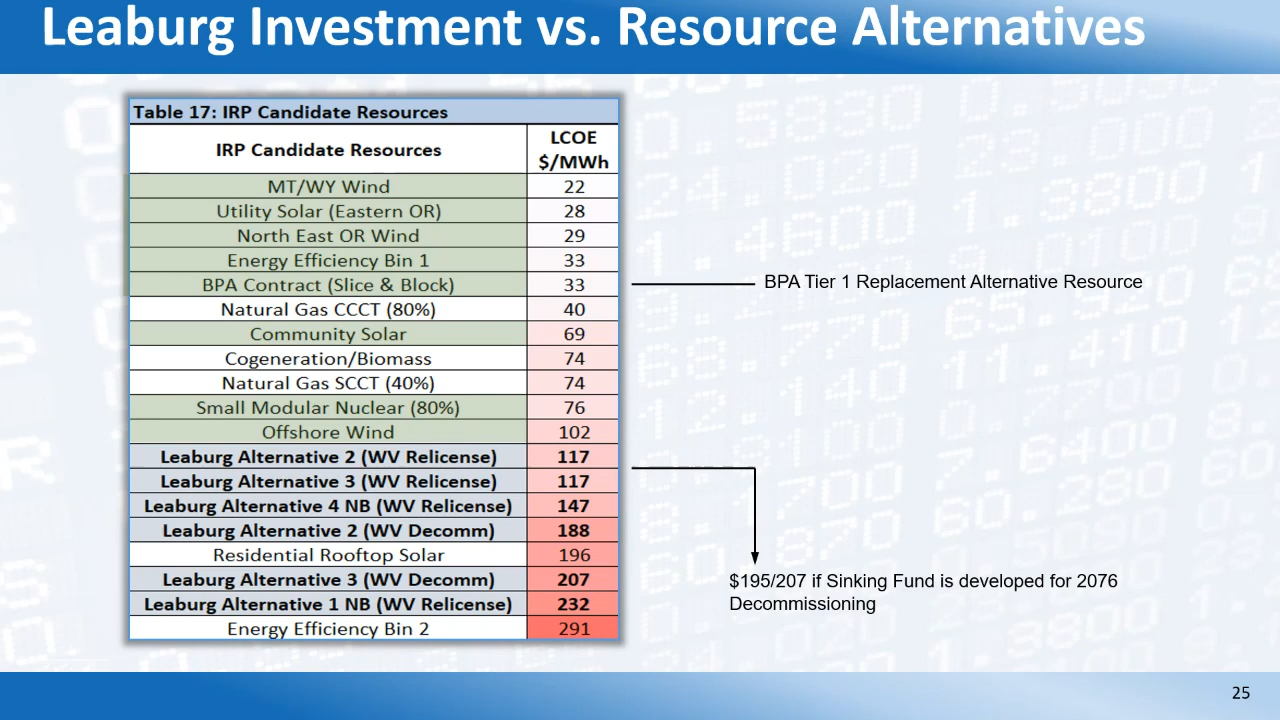 Leaburg Investment vs. Resource Alternatives
Table 17: IRP Candidate Resources
IRP Candidate Resources LCOE $/MWh
MT/WY Wind 22
Utility Solar (Eastern OR) 28
North East OR Wind 29
Energy Efficiency Bin 1 33
BPA Contract (Slice & Block) 33
BPA Tier 1 Replacement Alternative Resource
Natural Gas CCCT (80%) 40
Community Solar 69
Cogeneration/Biomass 74
Natural Gas SCCT (40%) 74
Small Modular Nuclear (80%) 76
Offshore Wind 102
Leaburg Alternative 2 (WV Relicense) 117
Leaburg Alternative 3 (WV Relicense) 117
Leaburg Alternative 4 NB (WV Relicense) 147
Leaburg Alternative 2 (WV Decomm) 188
Residential Rooftop Solar 196
Leaburg Alternative 3 (WV Decomm) 207
Leaburg Alternative 1 NB (WV Relicense) 232
Energy Efficiency Bin 2 291
$195/207 if Sinking Fund is developed for 2076
Decommissioning
25